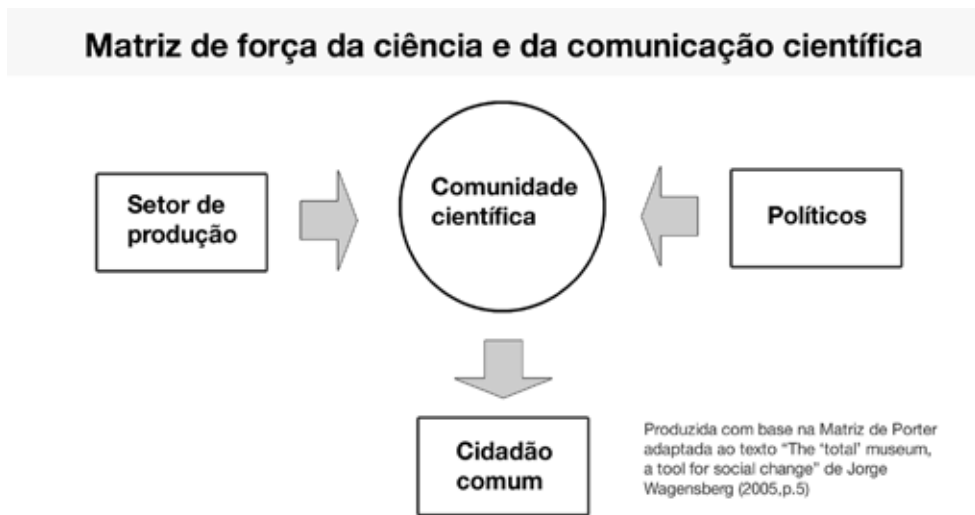 Matriz de força da ciência e da comunicação científica
Setor de
produção
Comunidade
científica
Políticos
Cidadão
comum
Produzida com base na Matriz de Porter
adaptada ao texto “The ‘total’ museum,
a tool for social change” de Jorge
Wagensberg (2005,p.5)